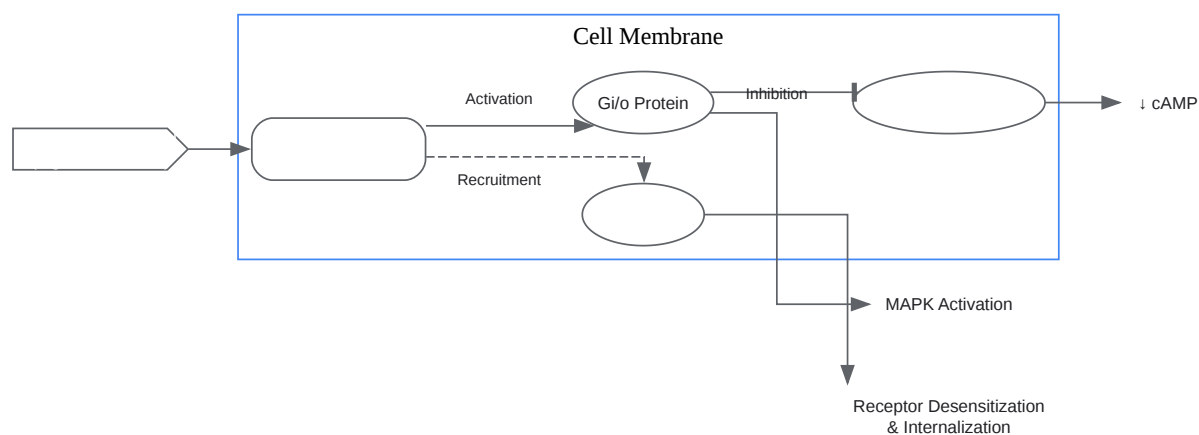 Cell Membrane
Activation
Gi/o Protein
Inhibition
↓ cAMP
Recruitment
MAPK Activation
Receptor Desensitization
& Internalization